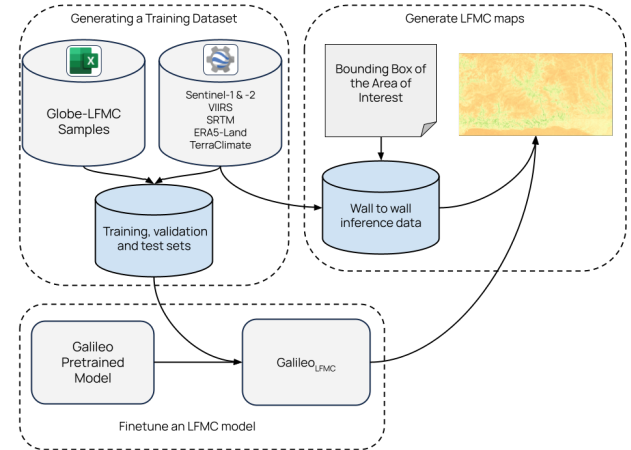 Generating a Training Dataset
X
Globe-LFMC
Samples
Sentinel-1 & -2
VIIRS
SRTM
ERA5-Land
TerraClimate
Training, validation
and test sets
Generate LFMC maps
Bounding Box of
the Area of
Interest
Wall to wall
inference data
Galileo
Pretrained
Model
Galileo LFMC
Finetune an LFMC model